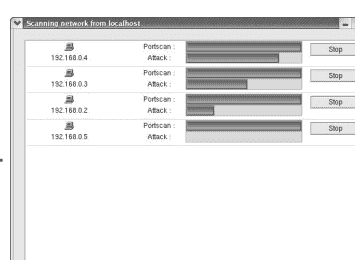 Scanning network from localhost
Portscan :
192.168.0.4 Attack : Stop
Portscan :
192.168.0.3 Attack : Stop
Portscan :
192.168.0.2 Attack : Stop
Portscan :
192.168.0.5 Attack : Stop